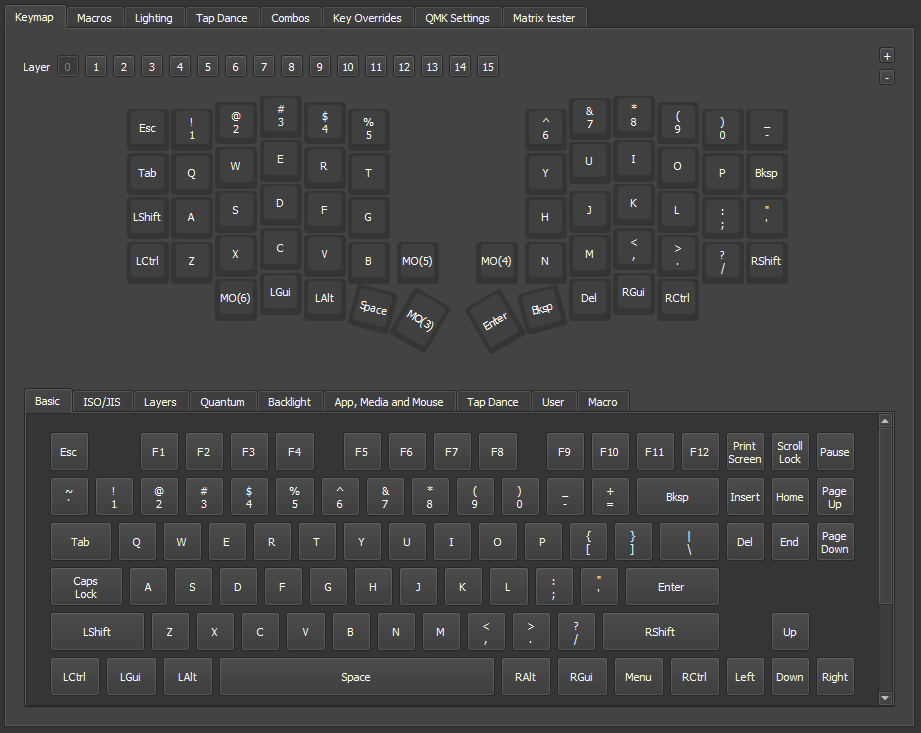 Keymap Macros Lighting Tap Dance Combos Key Overrides QMK Settings Matrix tester
Layer 0 1 2 3 4 5 6 7 8 9 10 11 12 13 14 15 +
-
Esc ! 1 @ 2 # 3 $ 4 % 5 ^ 6 & 7 * 8 ( 9 ) 0 _ -
Tab Q W E R T Y U I O P Bksp
LShift A S D F G H J K L : ; " '
LCtrl Z X C V B MO(5) MO(4) N M < , > . ? / RShift
MO(6) LGui LAlt Space MO(3) Enter Bksp Del RGui RCtrl
Basic ISO/JIS Layers Quantum Backlight App, Media and Mouse Tap Dance User Macro
Esc F1 F2 F3 F4 F5 F6 F7 F8 F9 F10 F11 F12 Print Screen Scroll Lock Pause
~ ` ! 1 @ 2 # 3 $ 4 % 5 ^ 6 & 7 * 8 ( 9 ) 0 _ - + = Bksp Insert Home Page Up
Tab Q W E R T Y U I O P { [ } ] | \ Del End Page Down
Caps Lock A S D F G H J K L : ; " ' Enter
LShift Z X C V B N M < , > . ? / RShift Up
LCtrl LGui LAlt Space RAlt RGui Menu RCtrl Left Down Right